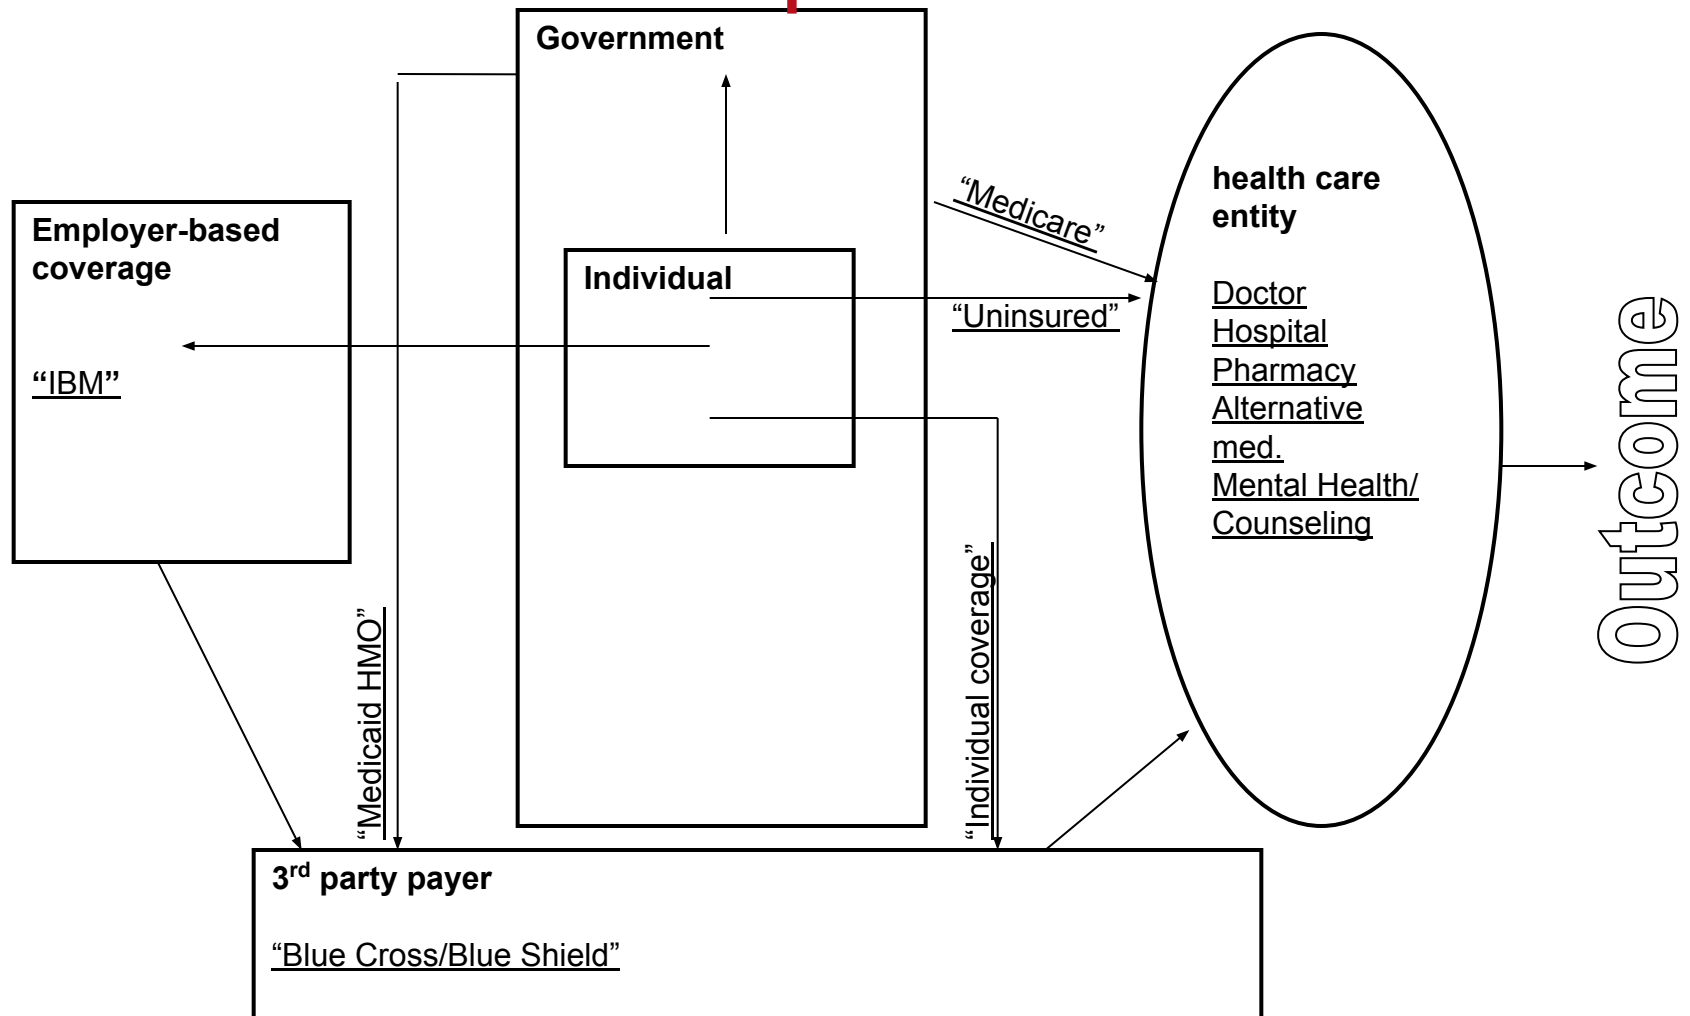 Government
Employer-based
coverage
“IBM”
Individual
“Medicare”
“Uninsured”
“Medicaid HMO”
“Individual coverage”
health care
entity
Doctor
Hospital
Pharmacy
Alternative
med.
Mental Health/
Counseling
Outcome
3rd party payer
“Blue Cross/Blue Shield”